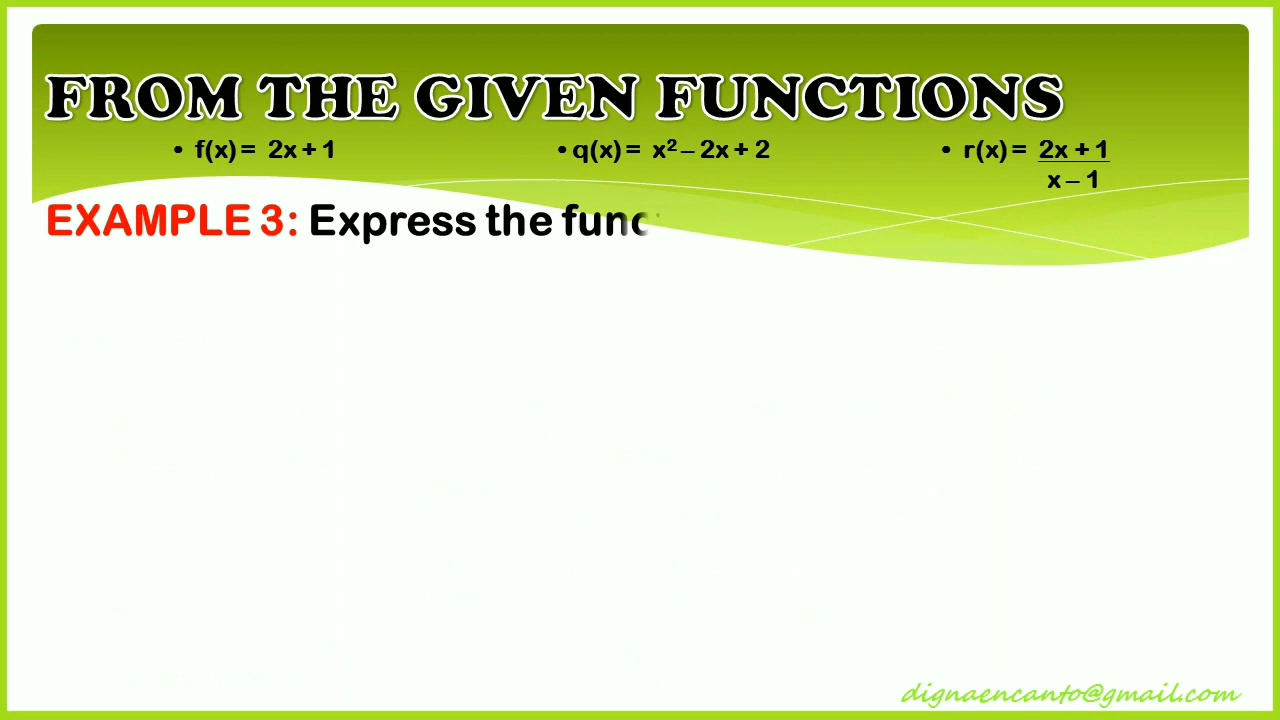 FROM THE GIVEN FUNCTIONS
• f(x) = 2x + 1 • q(x) = x² – 2x + 2 • r(x) = 2x + 1
x – 1
EXAMPLE 3: Express the
dignaencanto@gmail.com